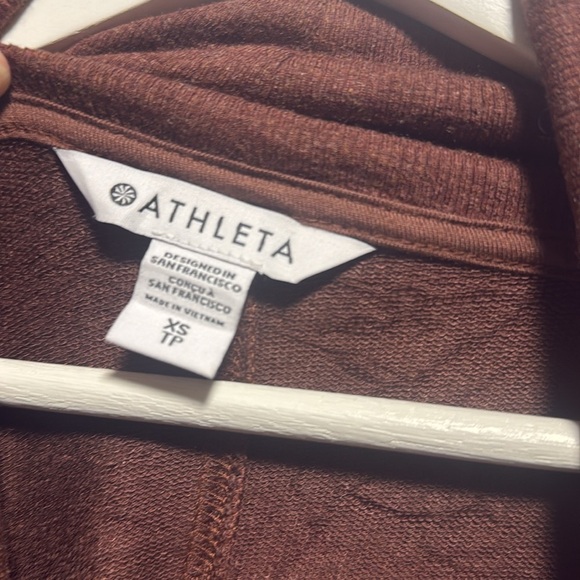 ATHLETA
DESIGNED IN
SAN FRANCISCO
CONÇU À
SAN FRANCISCO
MADE IN VIETNAM
XS
TP